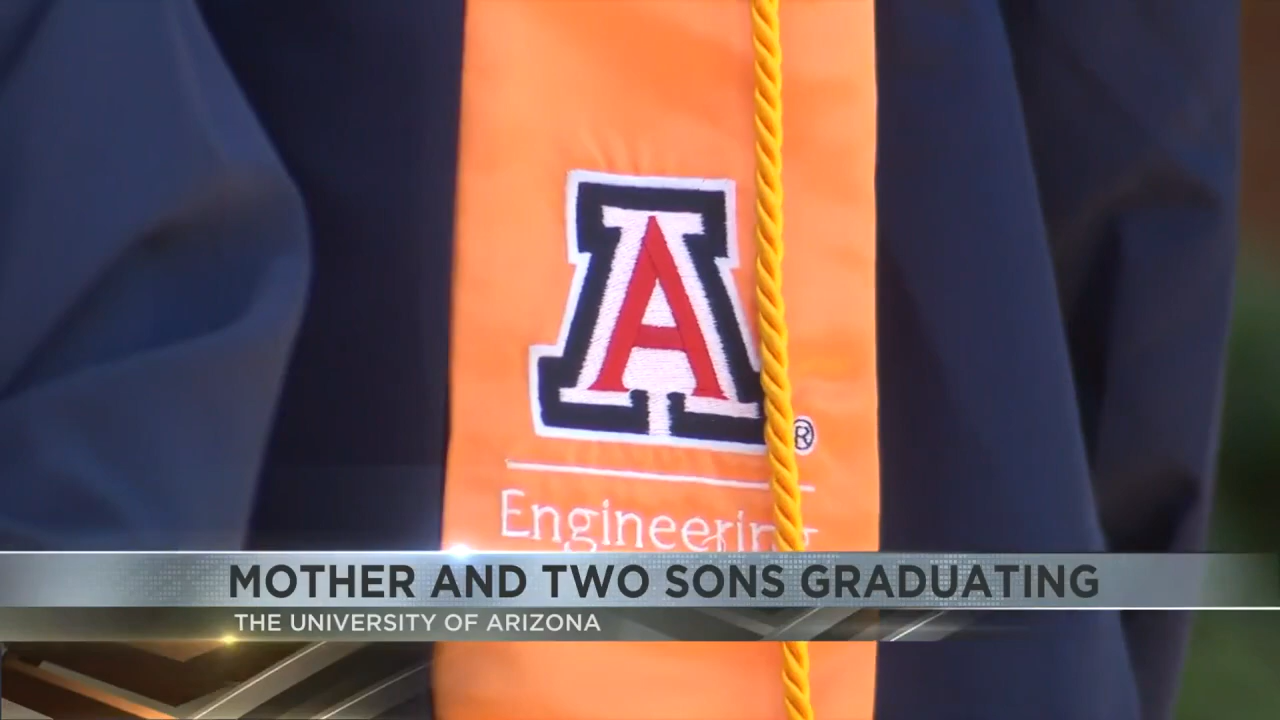 A
®
Engineering
MOTHER AND TWO SONS GRADUATING
THE UNIVERSITY OF ARIZONA